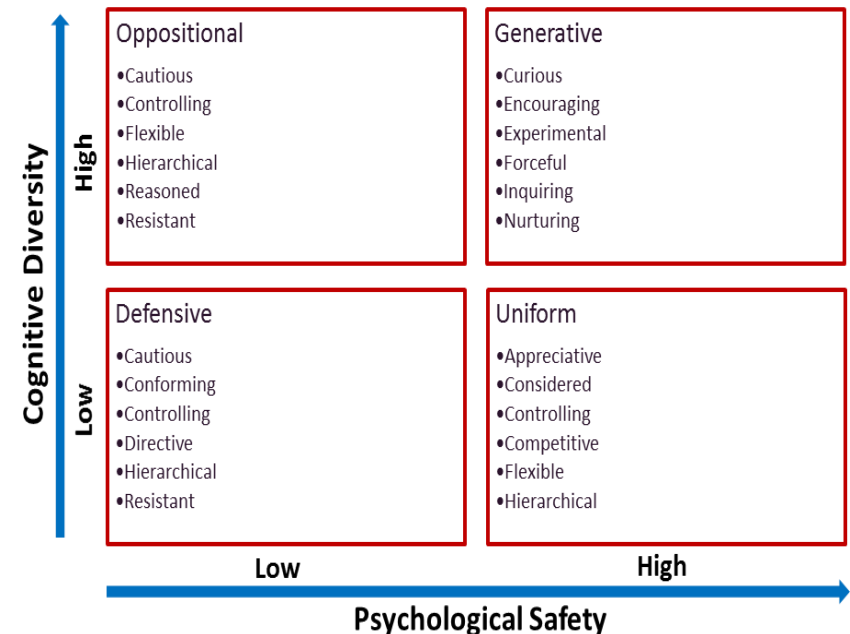 Oppositional
•Cautious
•Controlling
•Flexible
•Hierarchical
•Reasoned
•Resistant
Generative
•Curious
•Encouraging
•Experimental
•Forceful
•Inquiring
•Nurturing
Defensive
•Cautious
•Conforming
•Controlling
•Directive
•Hierarchical
•Resistant
Uniform
•Appreciative
•Considered
•Controlling
•Competitive
•Flexible
•Hierarchical
Cognitive Diversity
High
Low
Low
High
Psychological Safety